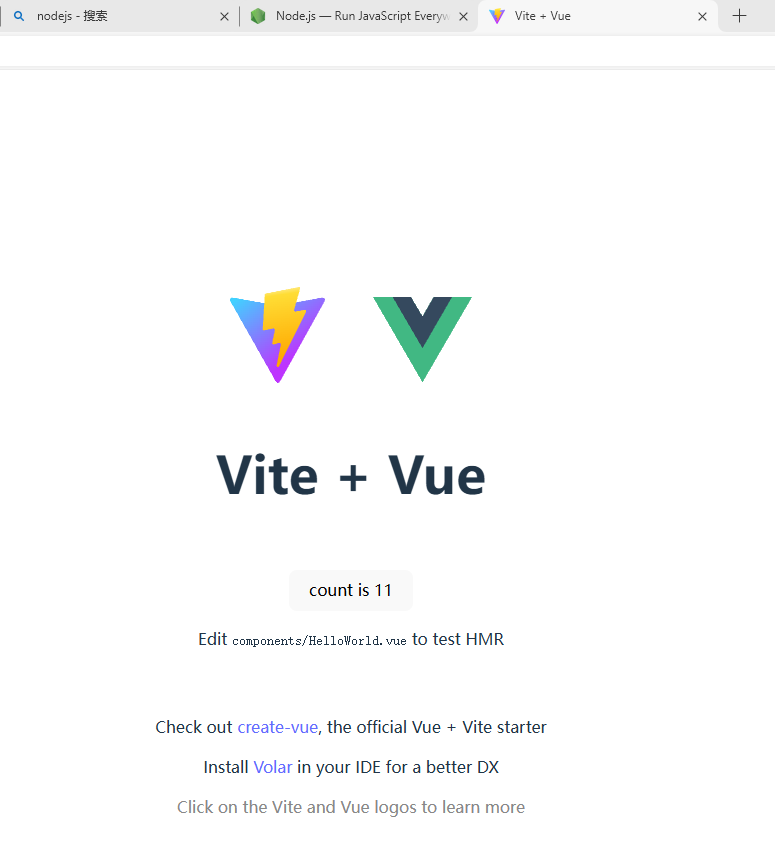 nodejs - 搜索
Node.js — Run JavaScript Everyw
Vite + Vue
Vite + Vue
count is 11
Edit components/HelloWorld.vue to test HMR
Check out create-vue, the official Vue + Vite starter
Install Volar in your IDE for a better DX
Click on the Vite and Vue logos to learn more